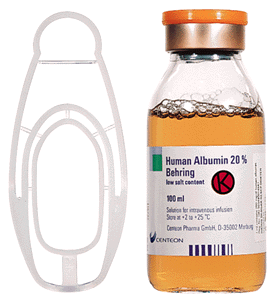 Human Albumin 20 %
Behring
low salt content
K
100 ml
Solution for intravenous infusion
Store at +2 to +25 °C
Centeon Pharma GmbH, D-35002 Marburg
CENTEON